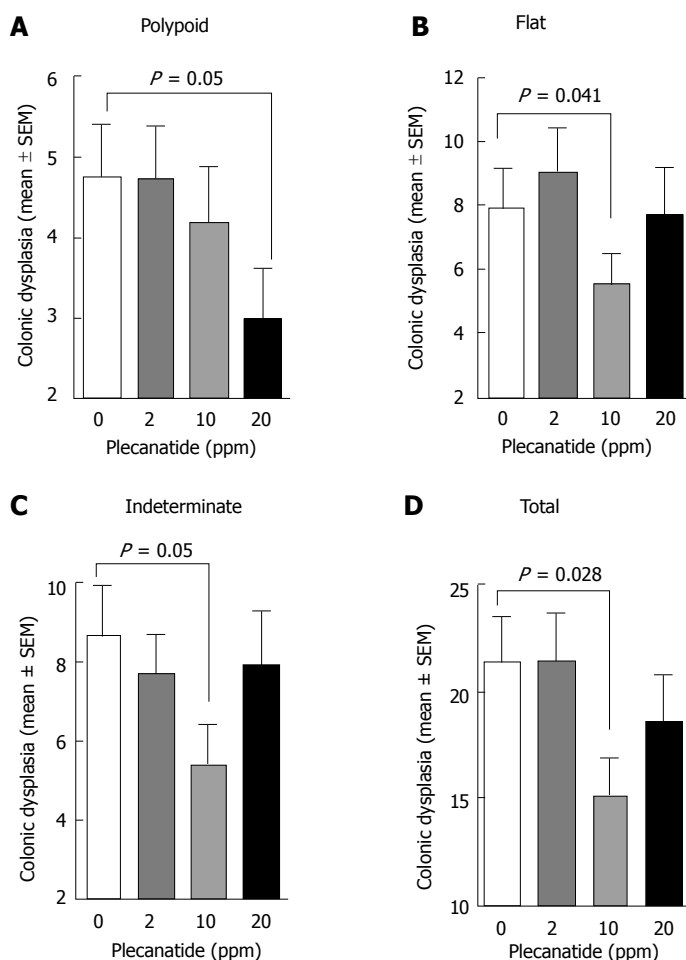 A
Polypoid
P = 0.05
6
5
4
3
2
Colonic dysplasia (mean ± SEM)
0 2 10 20
Plecanatide (ppm)
B
Flat
P = 0.041
12
10
8
6
4
2
Colonic dysplasia (mean ± SEM)
0 2 10 20
Plecanatide (ppm)
C
Indeterminate
P = 0.05
10
8
6
4
2
Colonic dysplasia (mean ± SEM)
0 2 10 20
Plecanatide (ppm)
D
Total
P = 0.028
25
20
15
10
Colonic dysplasia (mean ± SEM)
0 2 10 20
Plecanatide (ppm)